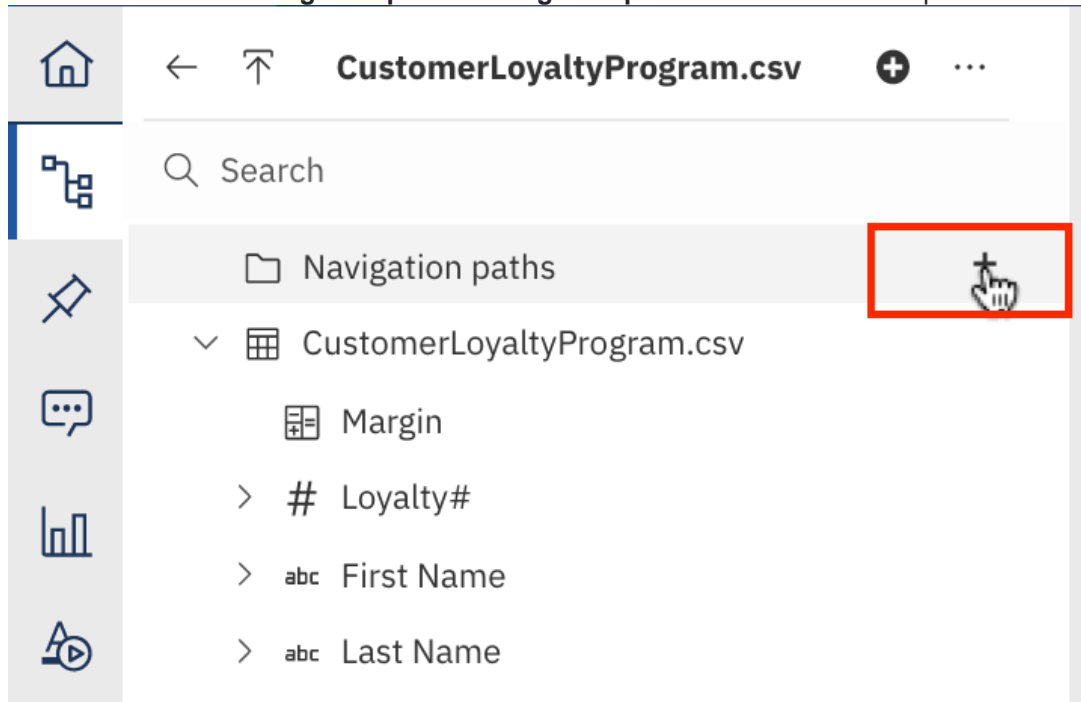 CustomerLoyaltyProgram.csv
Search
Navigation paths
CustomerLoyaltyProgram.csv
Margin
# Loyalty#
abc First Name
abc Last Name